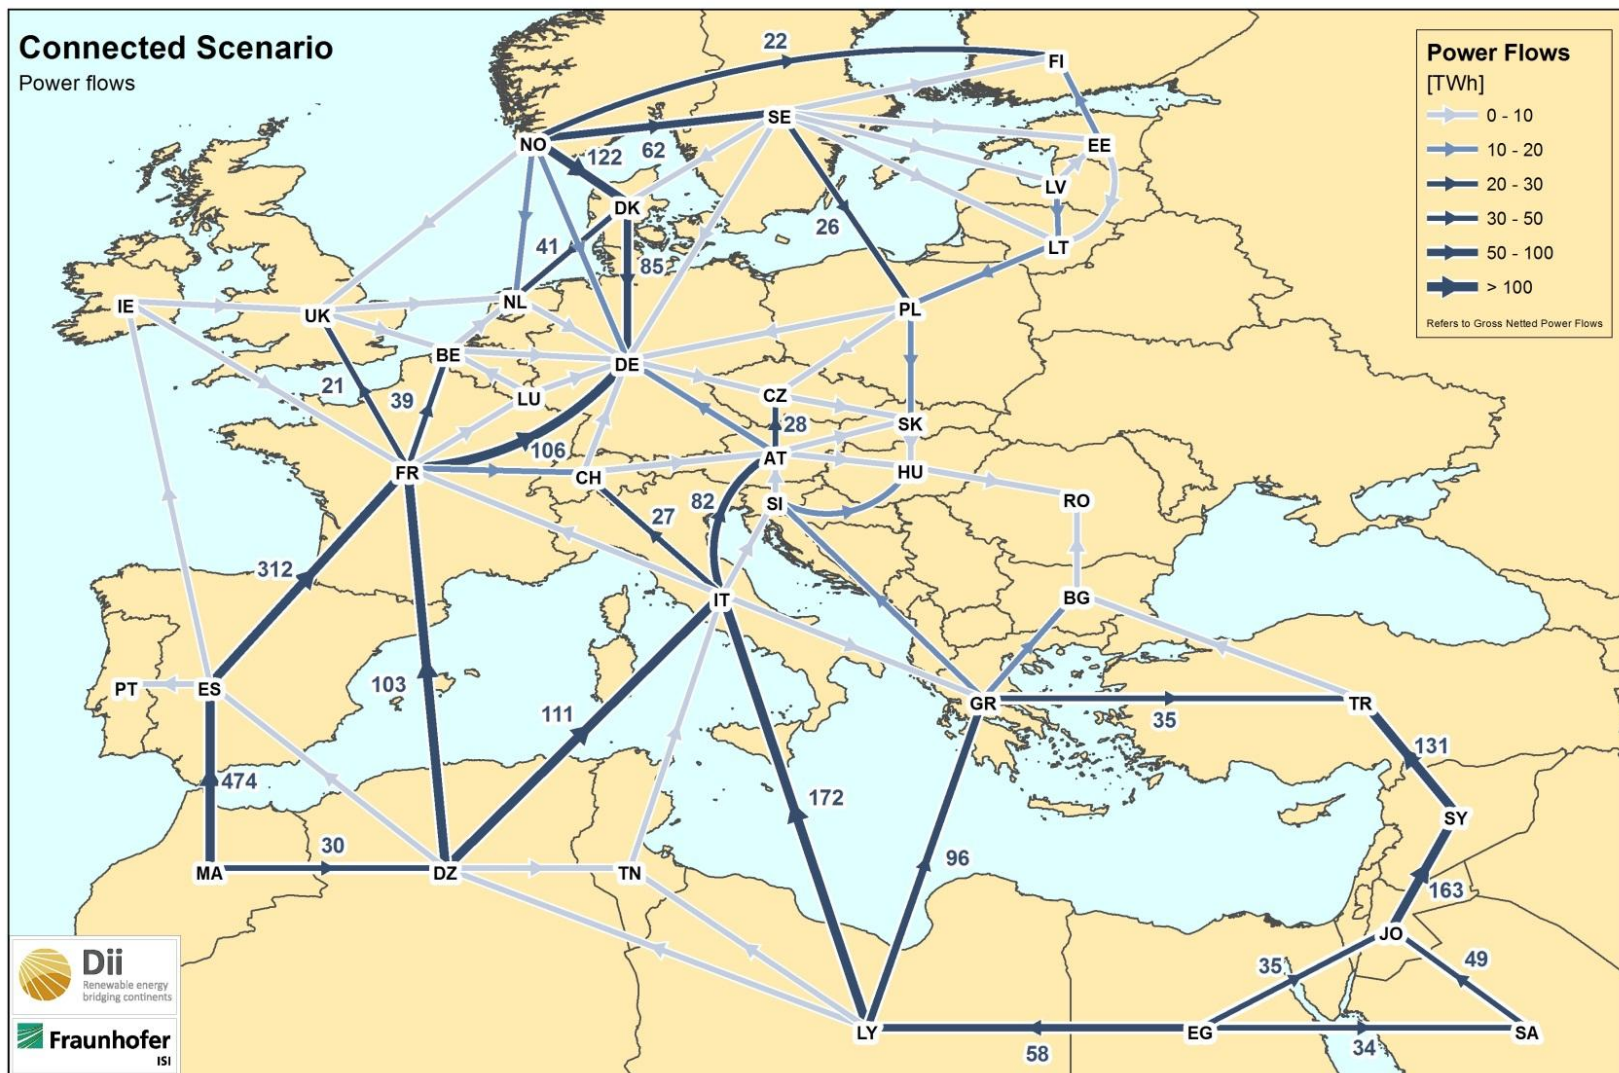 Connected Scenario
Power flows
Power Flows
[TWh]
0 - 10
10 - 20
20 - 30
30 - 50
50 - 100
> 100
Refers to Gross Netted Power Flows
22
FI
SE
NO
122
62
EE
LV
DK
26
41
LT
85
IE
UK
NL
PL
BE
DE
21
39
LU
CZ
28
SK
106
AT
FR
CH
HU
82
SI
RO
27
312
IT
BG
PT
ES
103
111
GR
35
TR
131
474
172
SY
30
96
MA
DZ
TN
163
JO
35
49
LY
EG
SA
58
34
Dii
Renewable energy
bridging continents
Fraunhofer
ISI